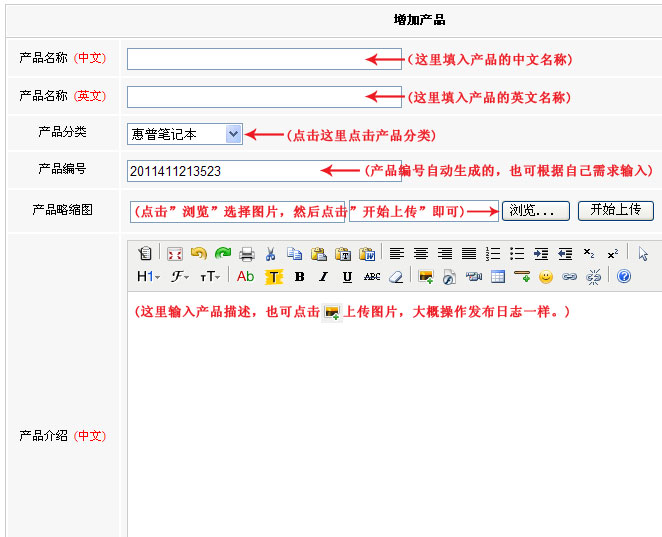 增加产品
产品名称 (中文) (这里填入产品的中文名称)
产品名称 (英文) (这里填入产品的英文名称)
产品分类 惠普笔记本 (点击这里点击产品分类)
产品编号 2011411213523 (产品编号自动生成的，也可根据自己需求输入)
产品略缩图 (点击”浏览”选择图片，然后点击”开始上传”即可) 浏览... 开始上传
H1 F TT Ab T B I U ABC
(这里输入产品描述，也可点击 上传图片，大概操作发布日志一样。)
产品介绍 (中文)